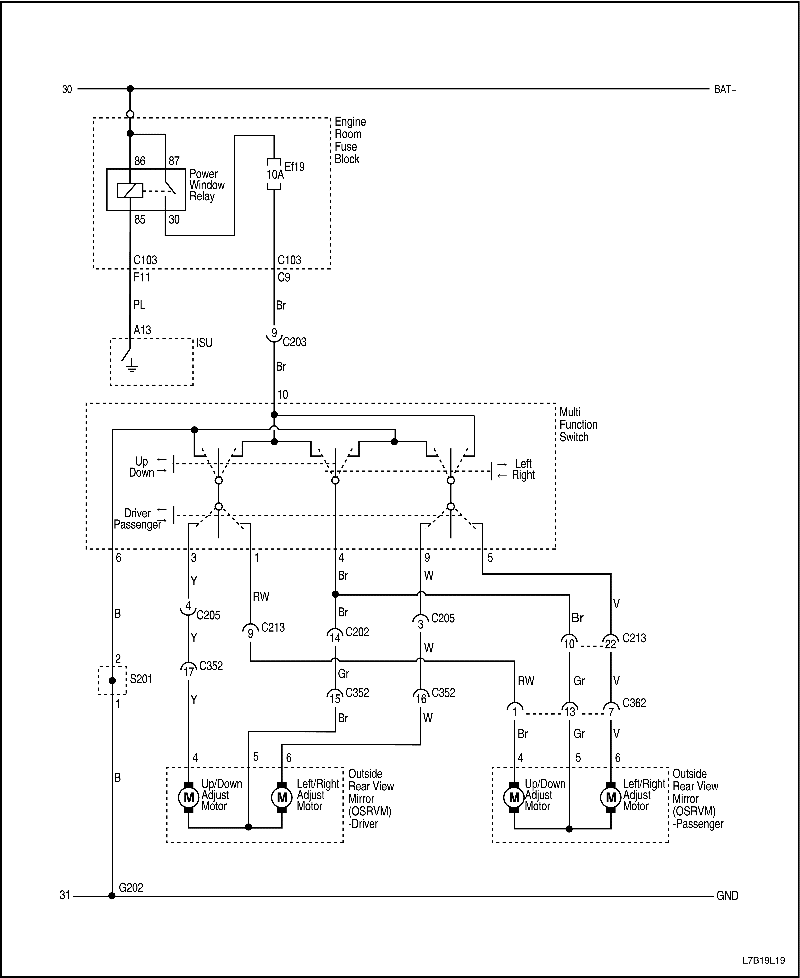 30 BAT+
Engine
Room
Fuse
Block
86 87
Power
Window
Relay
Ef19
10A
85 30
C103 C103
F11 C9
PL Br
A13
ISU
9 C203
Br
10
Multi
Function
Switch
Up
Down
Left
Right
Driver
Passenger
6 3 1 4 9 5
Y Br W
RW
V
B 4 C205 Br 3 C205 Br
9 C213 14 C202 10 22 C213
Y W
2 17 C352 Gr
S201 RW Gr V
1 Y 15 C352 16 C352 1 13 7 C362
Br W
Br Gr V
B 4 5 6 4 5 6
M Up/Down
Adjust
Motor
M Left/Right
Adjust
Motor
Outside
Rear View
Mirror
(OSRVM)
-Driver
M Up/Down
Adjust
Motor
M Left/Right
Adjust
Motor
Outside
Rear View
Mirror
(OSRVM)
-Passenger
31 G202 GND
L7B19L19